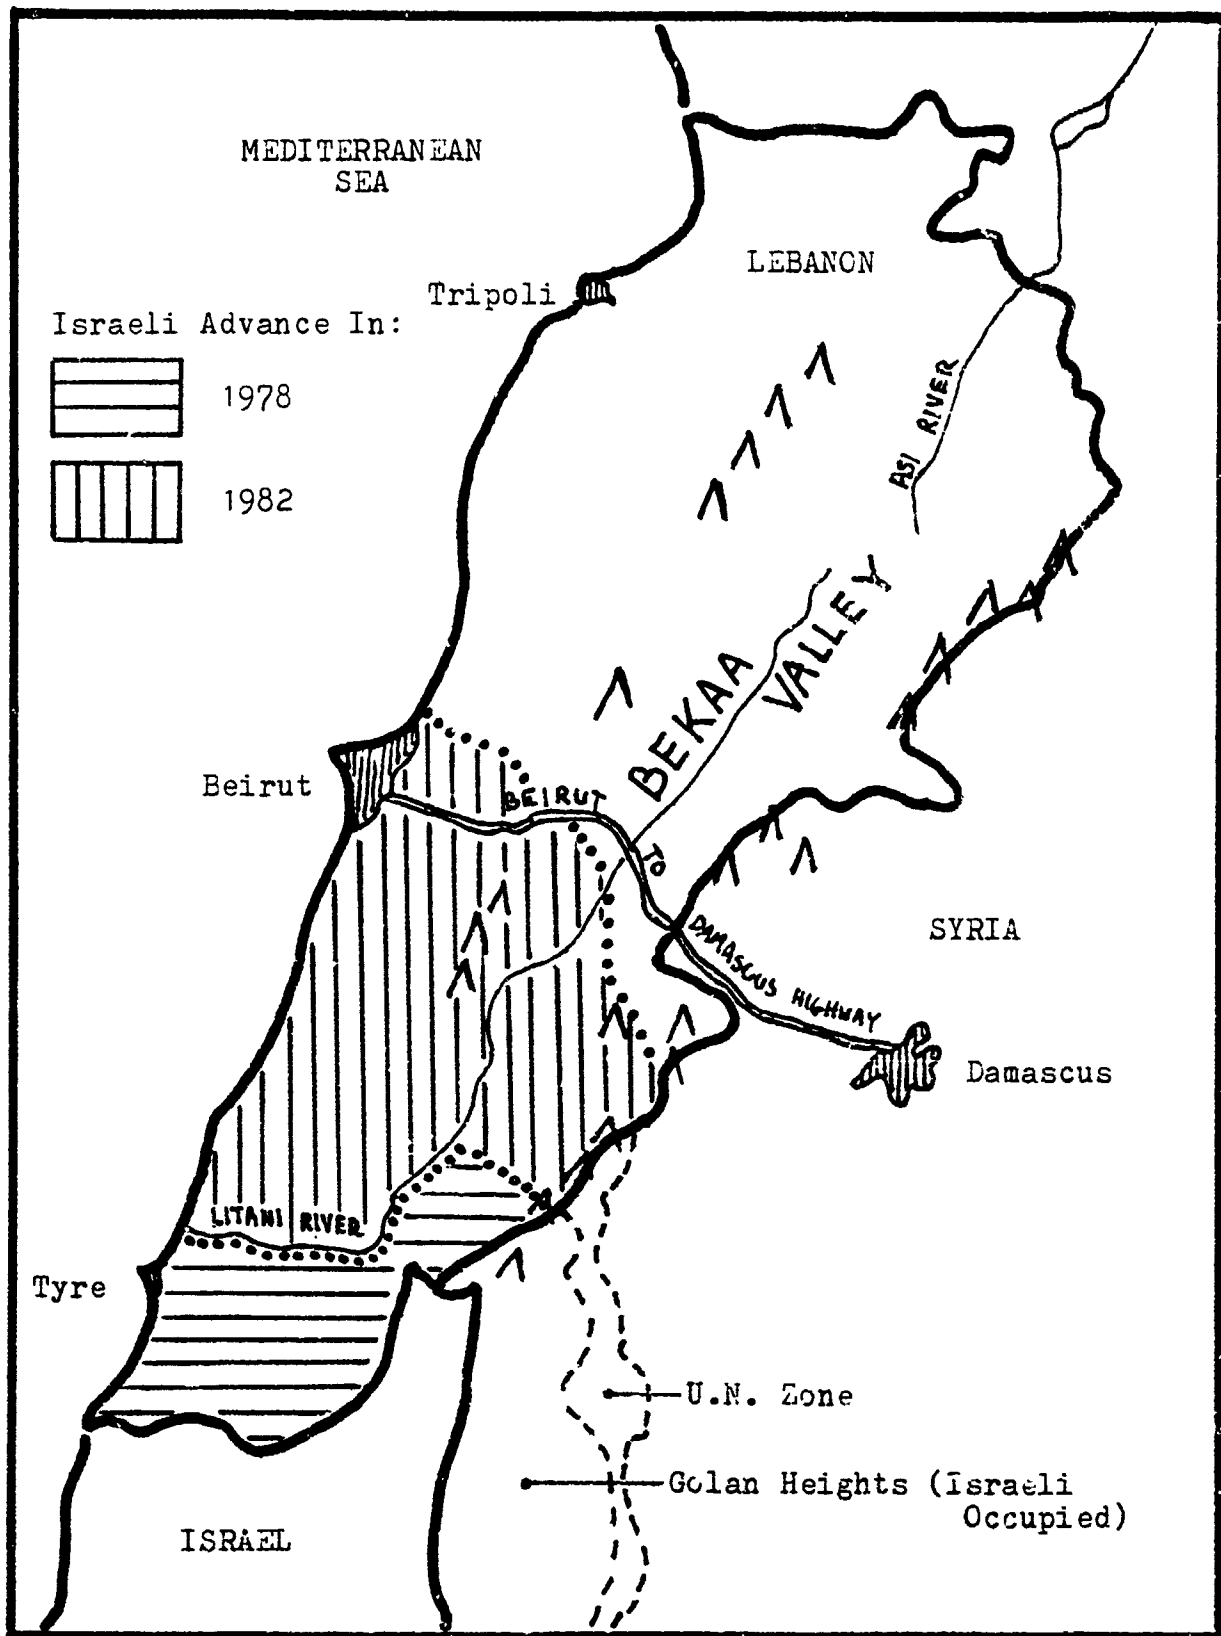 MEDITERRANEAN
SEA
LEBANON
Tripoli
Israeli Advance In:
1978
1982
ASI RIVER
BEKAA
VALLEY
Beirut
BEIRUT
TO
DAMASCUS HIGHWAY
SYRIA
Damascus
LITANI RIVER
Tyre
U.N. Zone
Golan Heights (Israeli
Occupied)
ISRAEL